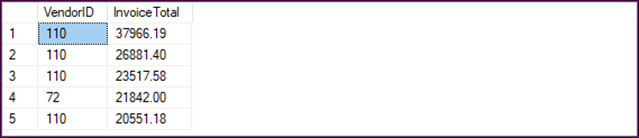 VendorID InvoiceTotal
1 110 37966.19
2 110 26881.40
3 110 23517.58
4 72 21842.00
5 110 20551.18